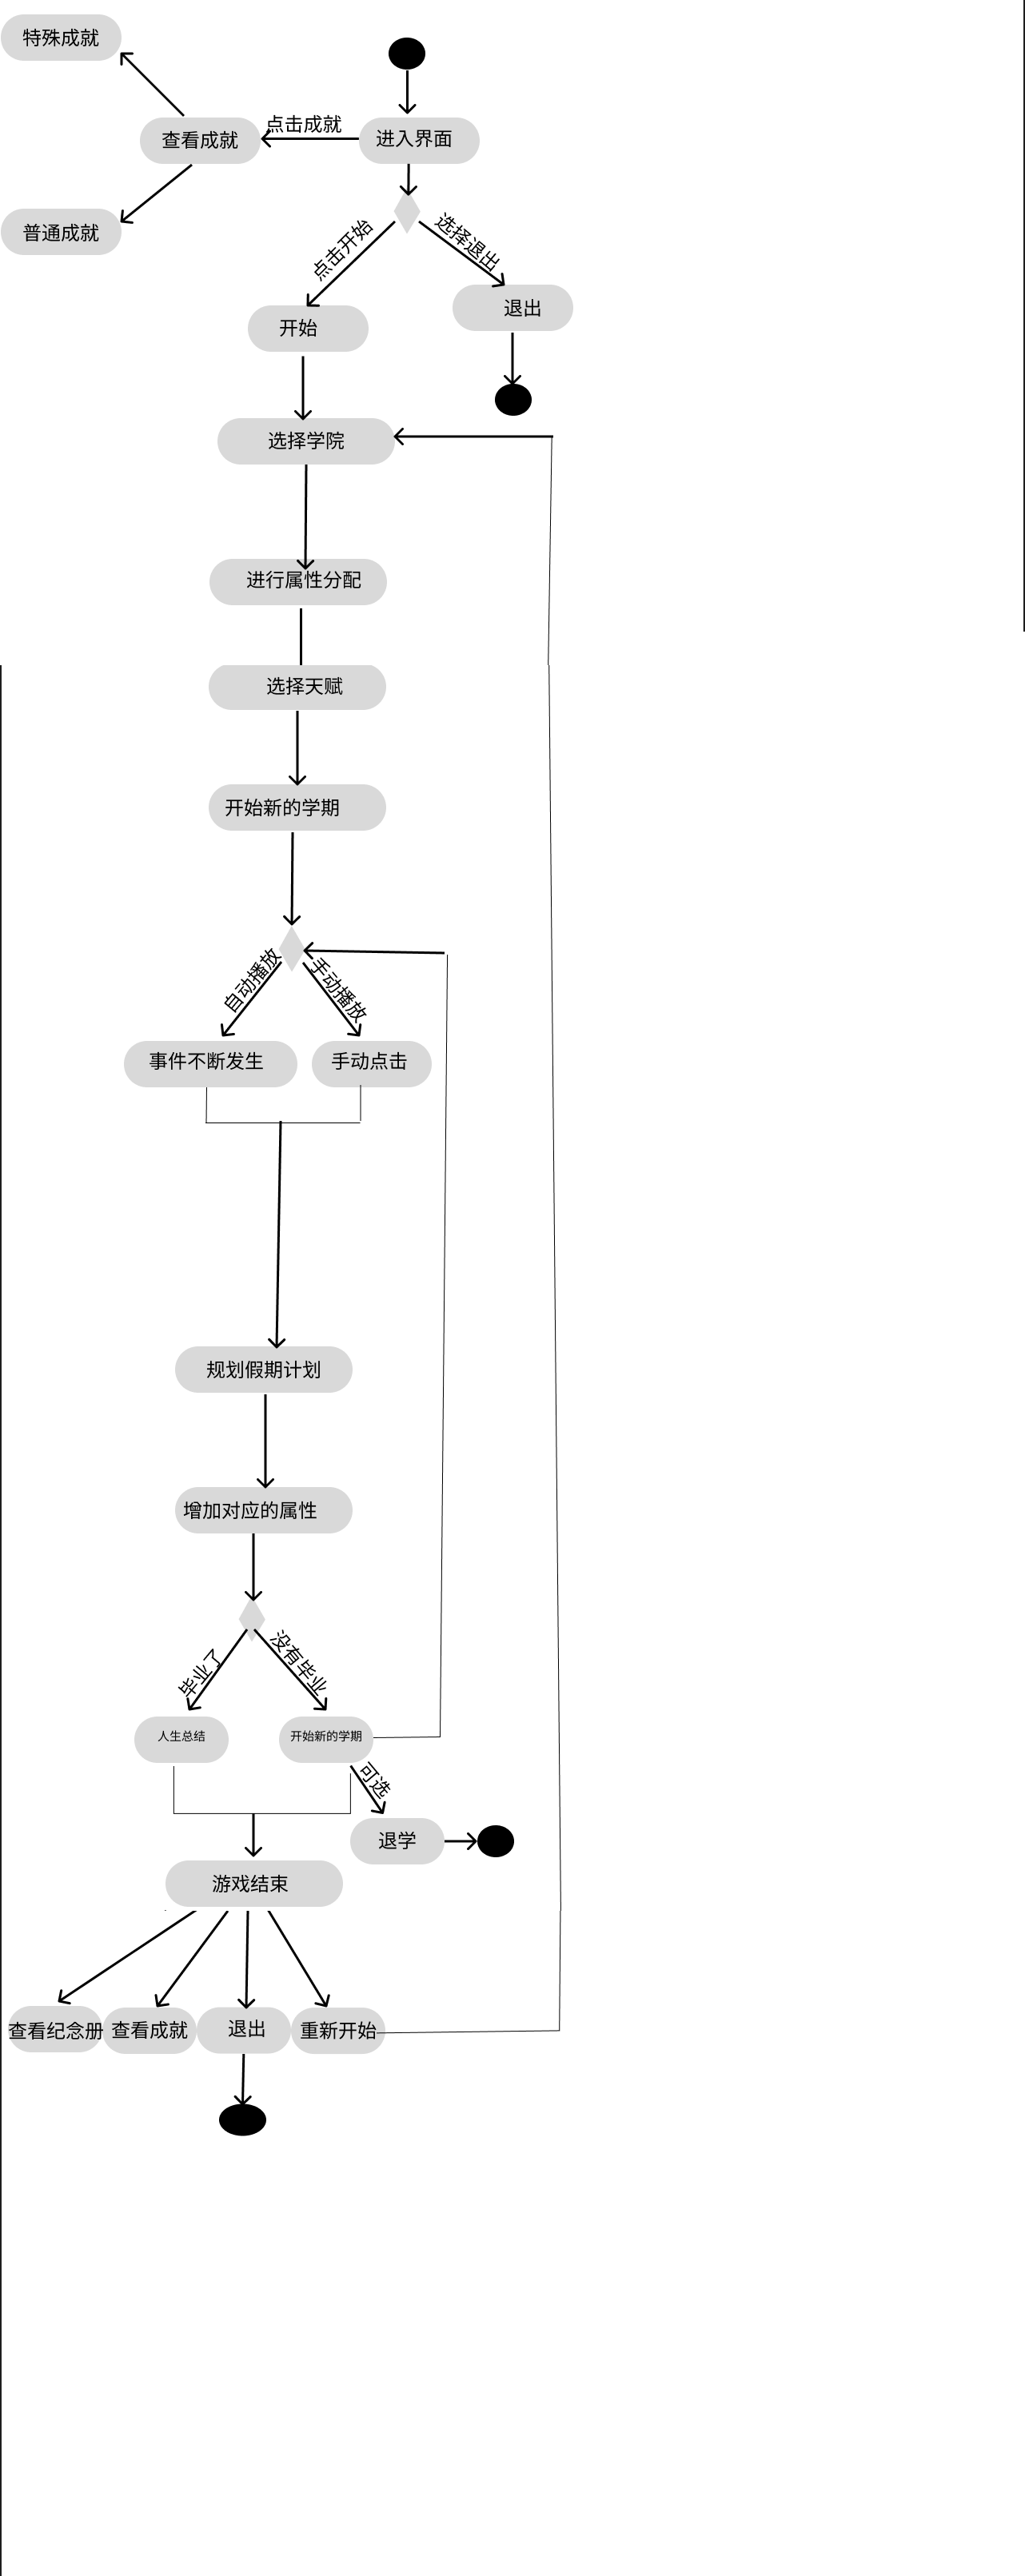 特殊成就
点击成就
查看成就
进入界面
普通成就
点击开始
选择退出
开始
退出
选择学院
进行属性分配
选择天赋
开始新的学期
自动播放
手动播放
事件不断发生
手动点击
规划假期计划
增加对应的属性
毕业了
没有毕业
人生总结
开始新的学期
可选
退学
游戏结束
查看纪念册
查看成就
退出
重新开始